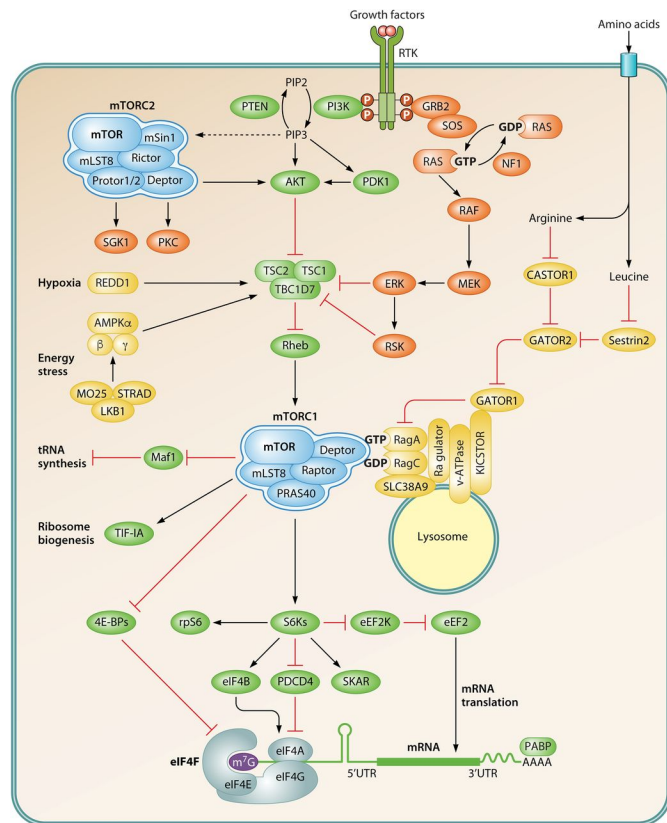 Growth factors
Amino acids
RTK
PIP2
PTEN
PI3K
P
P
P
P
GRB2
SOS
GDP RAS
mTORC2
mTOR
mSin1
PIP3
RAS GTP
NF1
mLST8
Rictor
Protor1/2
Deptor
AKT
PDK1
RAF
Arginine
SGK1
PKC
TSC2
TSC1
TBC1D7
ERK
MEK
CASTOR1
Leucine
Hypoxia
REDD1
AMPKα
β
γ
Energy
stress
RSK
GATOR2
Sestrin2
Rheb
MO25
STRAD
LKB1
mTORC1
GATOR1
tRNA
synthesis
Maf1
mTOR
Deptor
GTP RagA
GDP RagC
mLST8
Raptor
PRAS40
SLC38A9
Ra gulator
v-ATPase
KICSTOR
Ribosome
biogenesis
TIF-IA
Lysosome
4E-BPs
rpS6
S6Ks
eEF2K
eEF2
eIF4B
PDCD4
SKAR
mRNA
translation
eIF4F
m7G
eIF4A
eIF4E
eIF4G
mRNA
5′UTR
3′UTR
PABP
AAAA